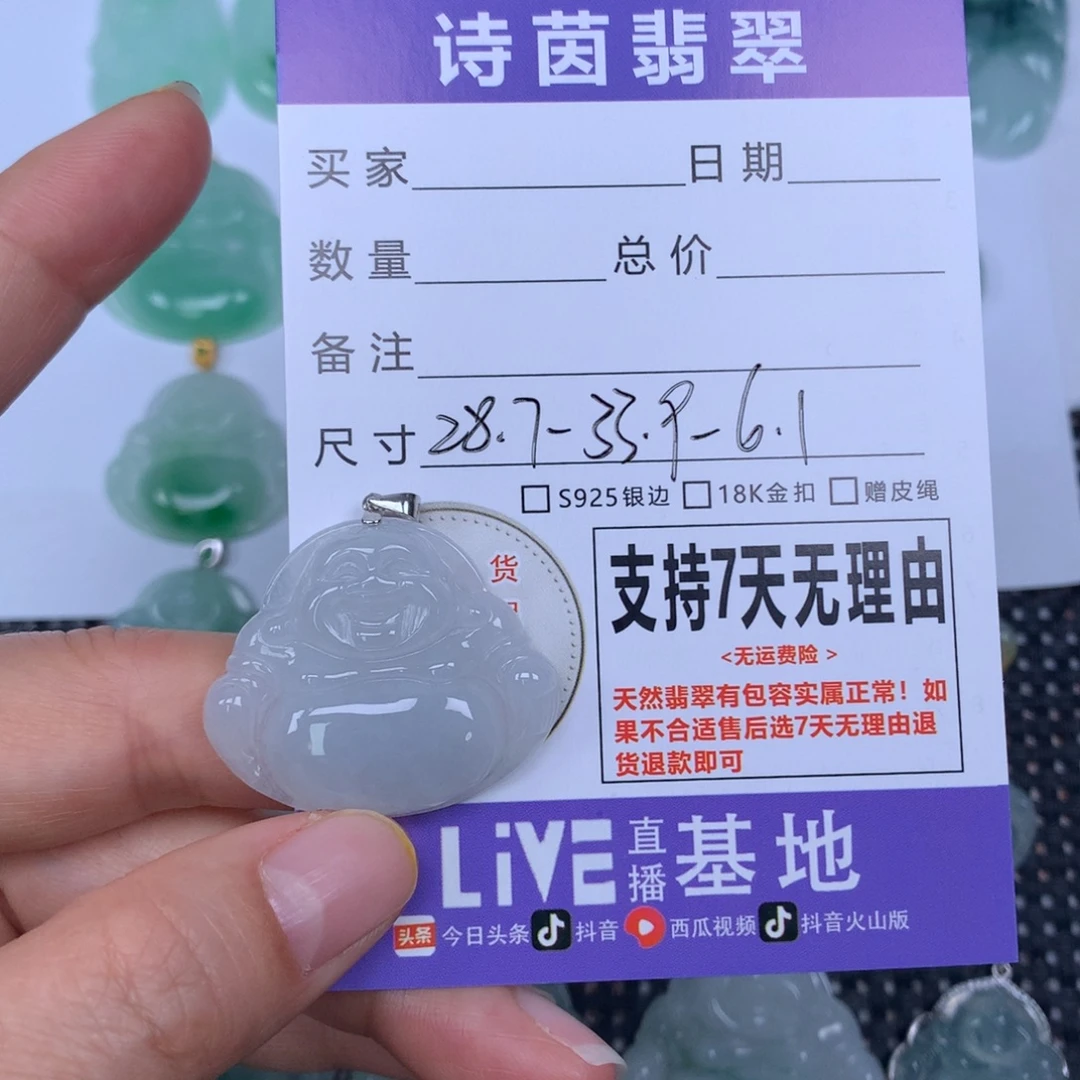 诗茵翡翠
买家 日期
数量 总价
备注
尺寸 28.7-33.9-6.1
S925银边 18K金扣 赠皮绳
货
支持7天无理由
<无运费险 >
天然翡翠有包容实属正常！如
果不合适售后选7天无理由退
货退款即可
LiVE直播基地
头条 今日头条 抖音 西瓜视频 抖音火山版